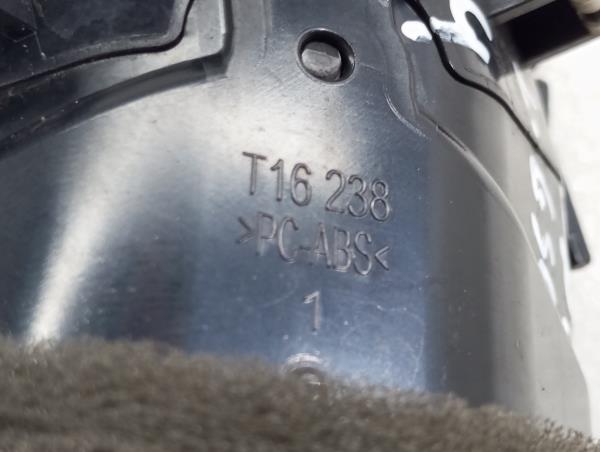 T16 238
>PC-ABS<
1